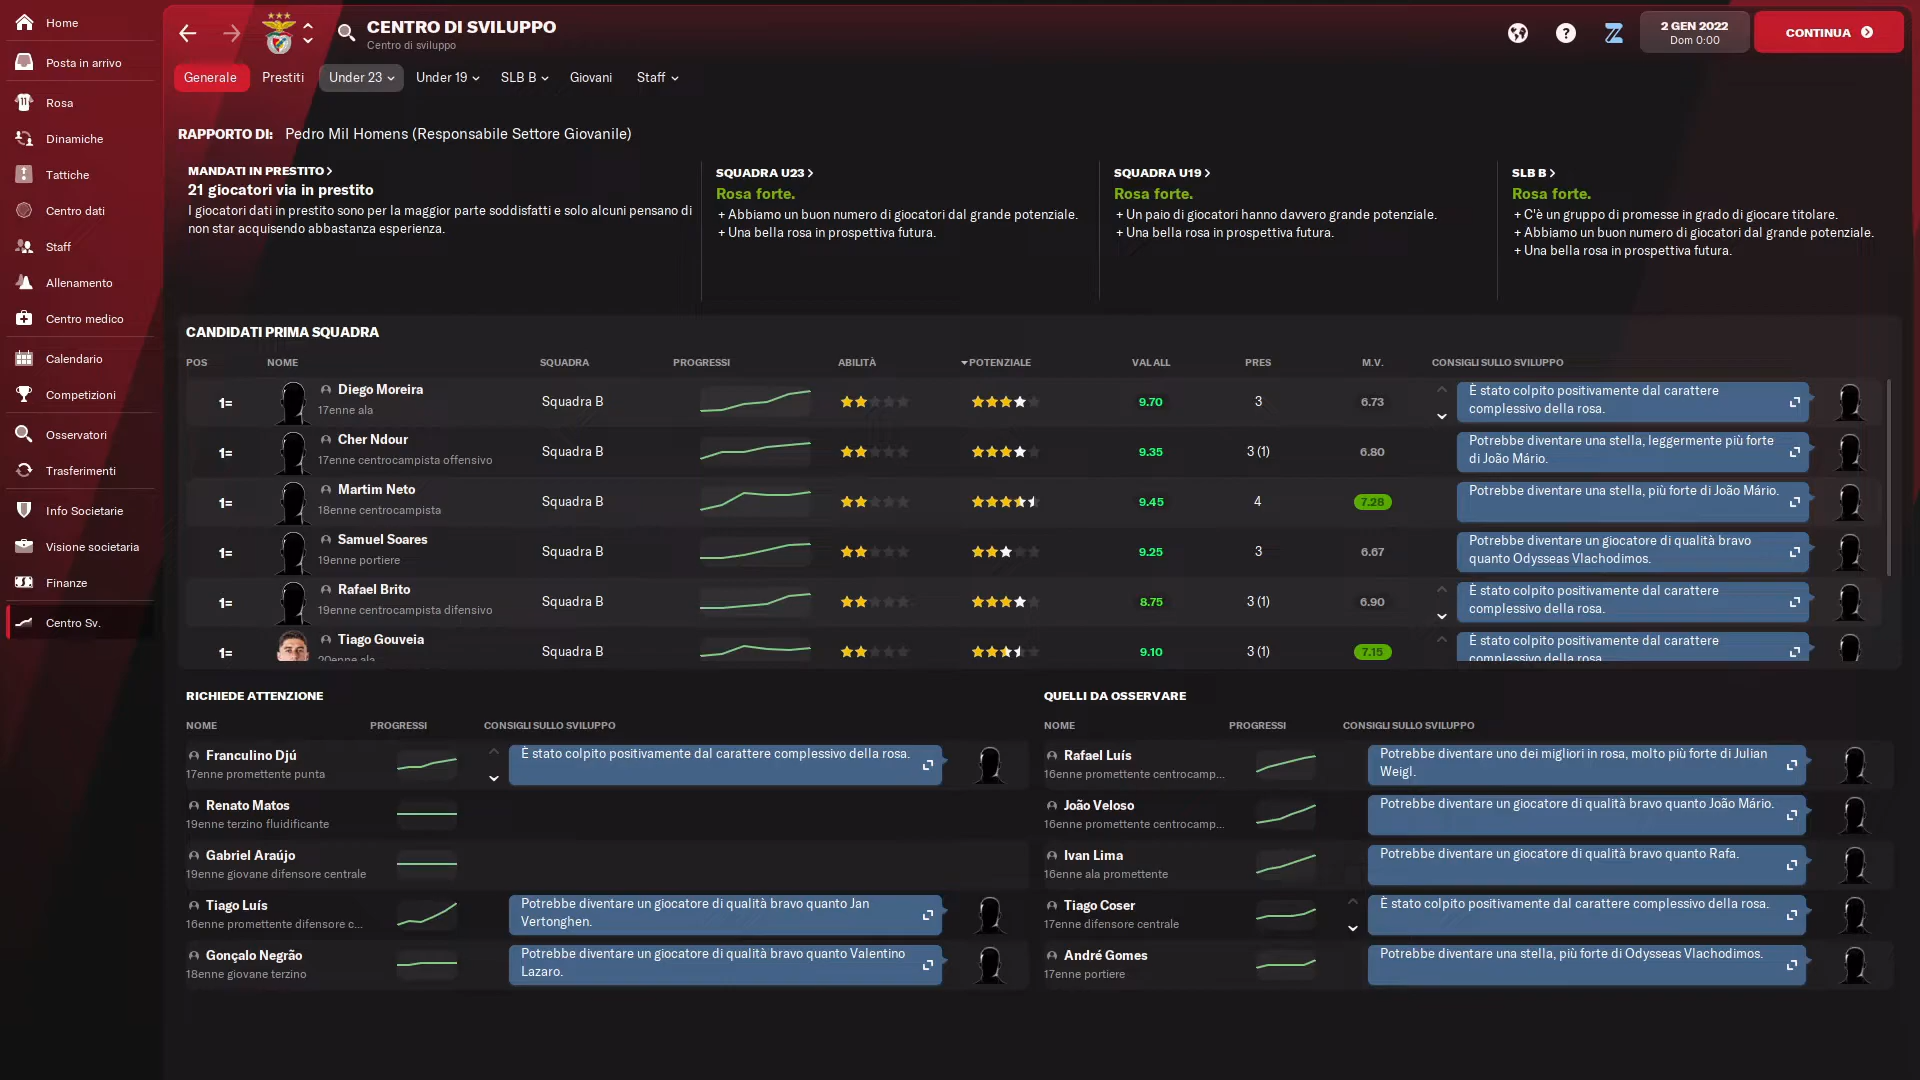 Home
Posta in arrivo
Rosa
Dinamiche
Tattiche
Centro dati
Staff
Allenamento
Centro medico
Calendario
Competizioni
Osservatori
Trasferimenti
Info Societarie
Visione societaria
Finanze
Centro Sv.
CENTRO DI SVILUPPO
Centro di sviluppo
2 GEN 2022
Dom 0:00
CONTINUA
Generale Prestiti Under 23 Under 19 SLB B Giovani Staff
RAPPORTO DI: Pedro Mil Homens (Responsabile Settore Giovanile)
MANDATI IN PRESTITO >
21 giocatori via in prestito
I giocatori dati in prestito sono per la maggior parte soddisfatti e solo alcuni pensano di
non star acquisendo abbastanza esperienza.
SQUADRA U23 >
Rosa forte.
+ Abbiamo un buon numero di giocatori dal grande potenziale.
+ Una bella rosa in prospettiva futura.
SQUADRA U19 >
Rosa forte.
+ Un paio di giocatori hanno davvero grande potenziale.
+ Una bella rosa in prospettiva futura.
SLB B >
Rosa forte.
+ C'è un gruppo di promesse in grado di giocare titolare.
+ Abbiamo un buon numero di giocatori dal grande potenziale.
+ Una bella rosa in prospettiva futura.
CANDIDATI PRIMA SQUADRA
POS NOME SQUADRA PROGRESSI ABILITÀ POTENZIALE VAL ALL PRES M.V. CONSIGLI SULLO SVILUPPO
1= Diego Moreira Squadra B 9.70 3 6.73
17enne ala
È stato colpito positivamente dal carattere
complessivo della rosa.
1= Cher Ndour Squadra B 9.35 3 (1) 6.80
17enne centrocampista offensivo
Potrebbe diventare una stella, leggermente più forte
di João Mário.
1= Martim Neto Squadra B 9.45 4 7.28
18enne centrocampista
Potrebbe diventare una stella, più forte di João Mário.
1= Samuel Soares Squadra B 9.25 3 6.67
19enne portiere
Potrebbe diventare un giocatore di qualità bravo
quanto Odysseas Vlachodimos.
1= Rafael Brito Squadra B 8.75 3 (1) 6.90
19enne centrocampista difensivo
È stato colpito positivamente dal carattere
complessivo della rosa.
1= Tiago Gouveia Squadra B 9.10 3 (1) 7.15
20enne ala
È stato colpito positivamente dal carattere
complessivo della rosa.
RICHIEDE ATTENZIONE
NOME PROGRESSI CONSIGLI SULLO SVILUPPO
Franculino Djú
17enne promettente punta
È stato colpito positivamente dal carattere complessivo della rosa.
Renato Matos
19enne terzino fluidificante
Gabriel Araújo
19enne giovane difensore centrale
Tiago Luís
16enne promettente difensore c...
Potrebbe diventare un giocatore di qualità bravo quanto Jan
Vertonghen.
Gonçalo Negrão
18enne giovane terzino
Potrebbe diventare un giocatore di qualità bravo quanto Valentino
Lazaro.
QUELLI DA OSSERVARE
NOME PROGRESSI CONSIGLI SULLO SVILUPPO
Rafael Luís
16enne promettente centrocamp...
Potrebbe diventare uno dei migliori in rosa, molto più forte di Julian
Weigl.
João Veloso
16enne promettente centrocamp...
Potrebbe diventare un giocatore di qualità bravo quanto João Mário.
Ivan Lima
16enne ala promettente
Potrebbe diventare un giocatore di qualità bravo quanto Rafa.
Tiago Coser
17enne difensore centrale
È stato colpito positivamente dal carattere complessivo della rosa.
André Gomes
17enne portiere
Potrebbe diventare una stella, più forte di Odysseas Vlachodimos.